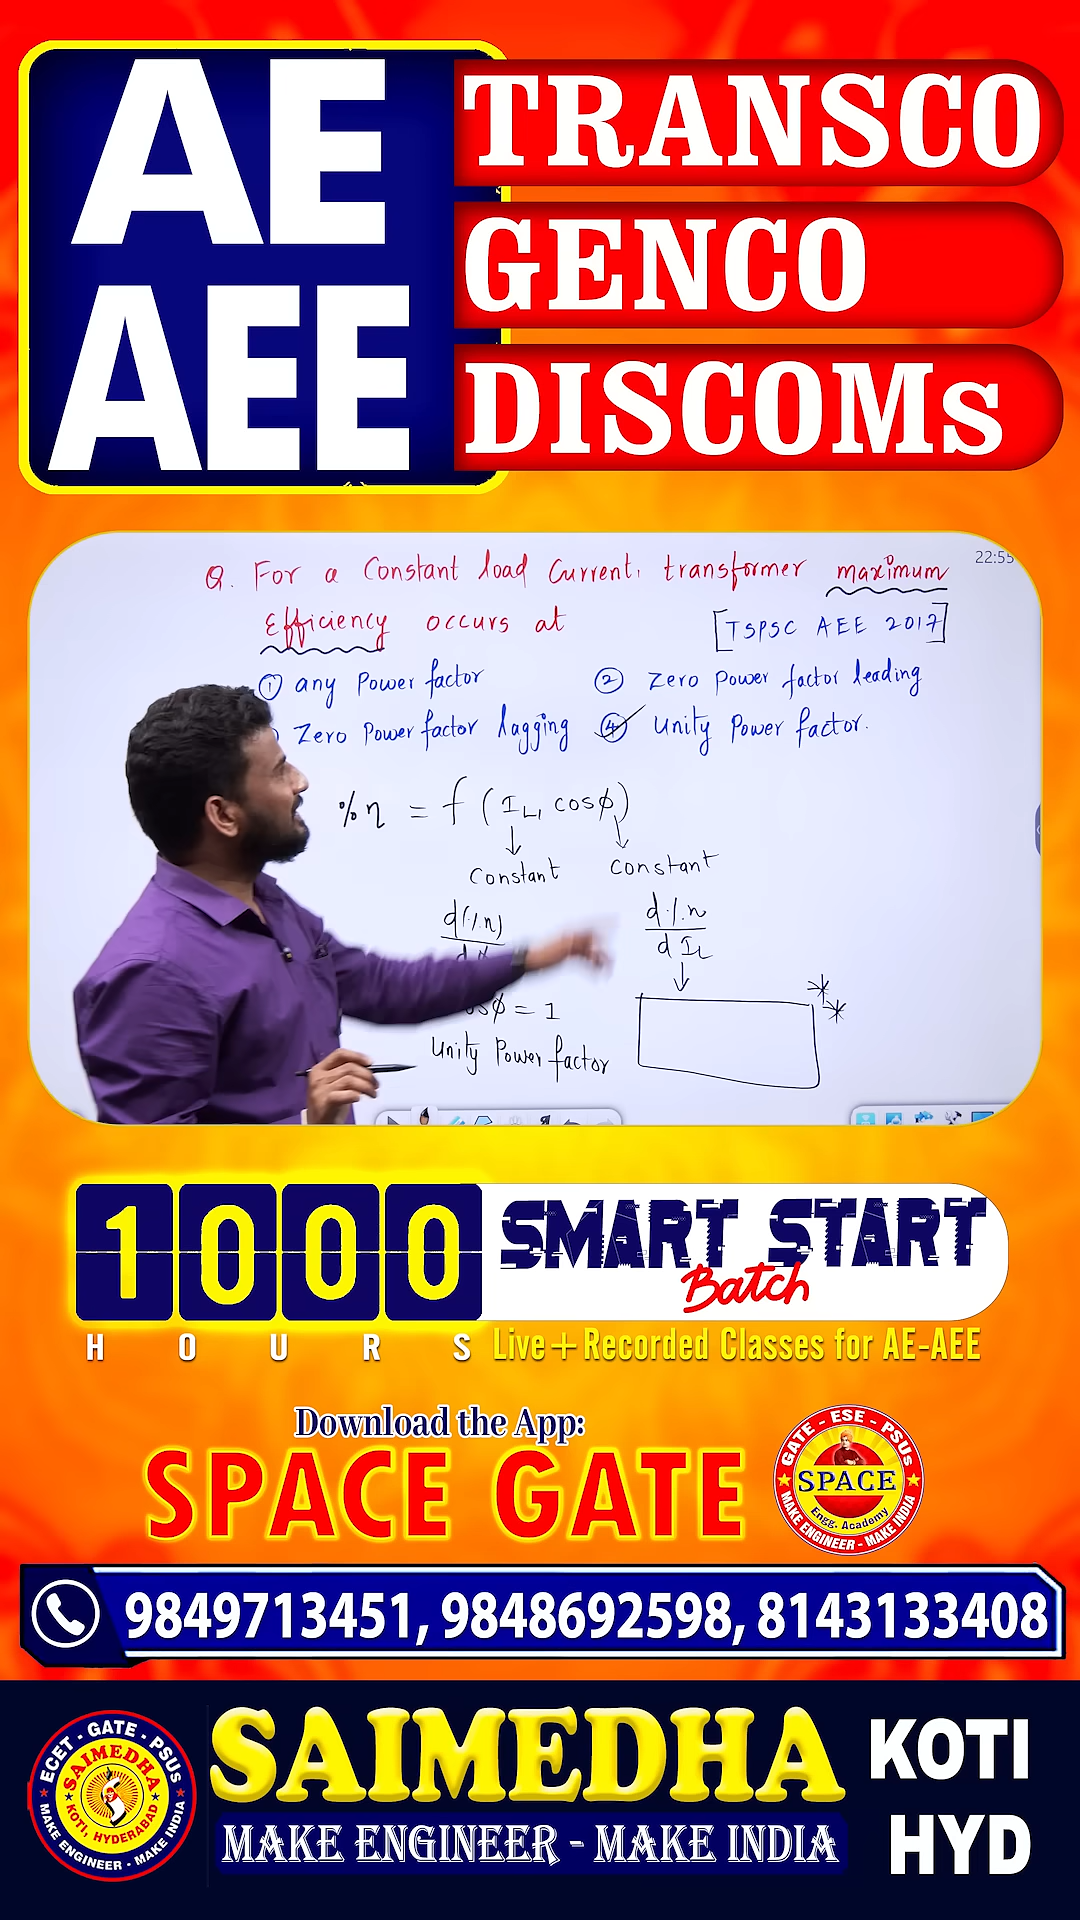 AE
AEE
TRANSCO
GENCO
DISCOMs
22:55
Q. For a Constant load Current, transformer maximum
Efficiency occurs at [TSPSC AEE 2017]
① any Power factor ② Zero Power factor leading
Zero Power factor lagging ④ Unity Power factor.
%η = f (IL, cosϕ)
Constant constant
d(%η) d%η
dIL
cosϕ = 1
Unity Power factor
1000
HOURS
SMART START
Batch
Live+Recorded Classes for AE-AEE
Download the App:
SPACE GATE
GATE - ESE - PSUs
SPACE
Engg. Academy
MAKE ENGINEER - MAKE INDIA
9849713451, 9848692598, 8143133408
ECET - GATE - PSUs
SAIMEDHA
KOTI, HYDERABAD
MAKE ENGINEER - MAKE INDIA
SAIMEDHA
MAKE ENGINEER - MAKE INDIA
KOTI
HYD